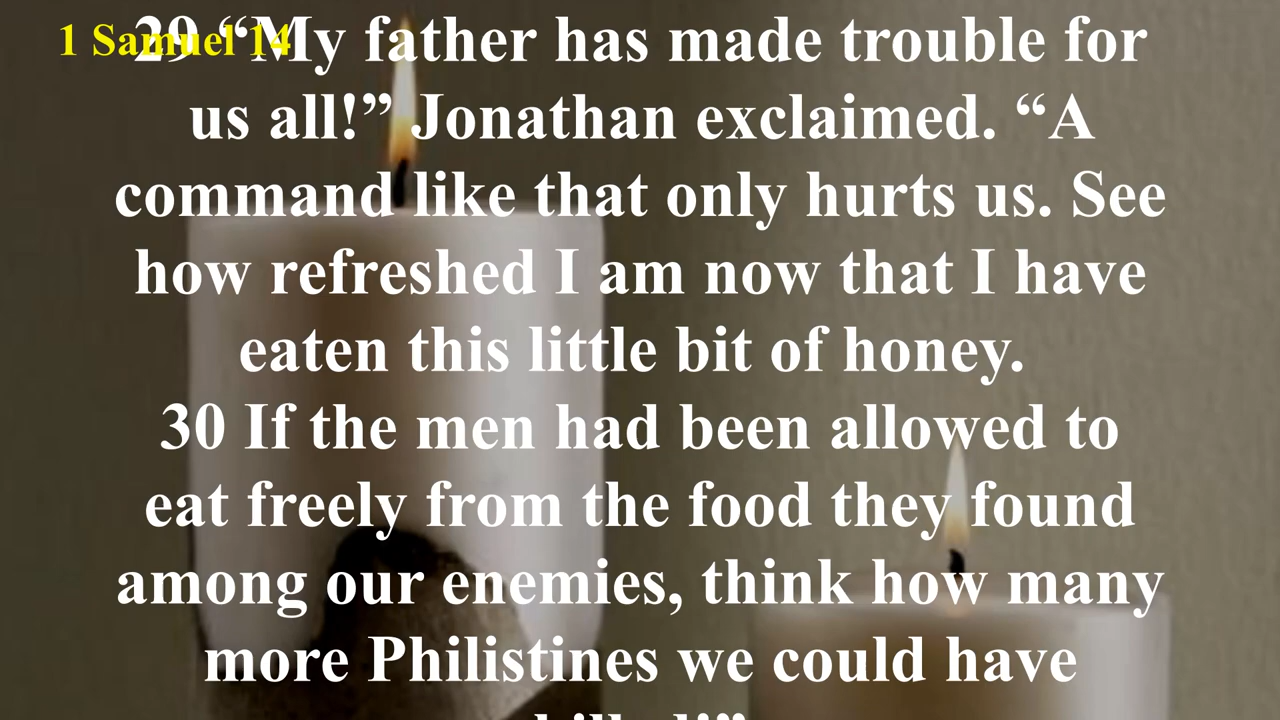 1 Samuel 14
29 “My father has made trouble for
us all!” Jonathan exclaimed. “A
command like that only hurts us. See
how refreshed I am now that I have
eaten this little bit of honey.
30 If the men had been allowed to
eat freely from the food they found
among our enemies, think how many
more Philistines we could have